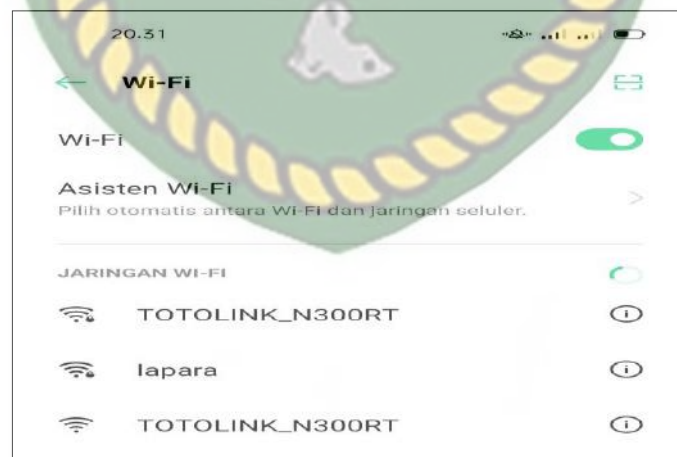 20.31
Wi-Fi
Wi-Fi
Asisten Wi-Fi
Pilih otomatis antara Wi-Fi dan jaringan seluler.
JARINGAN WI-FI
TOTOLINK_N300RT
lapara
TOTOLINK_N300RT